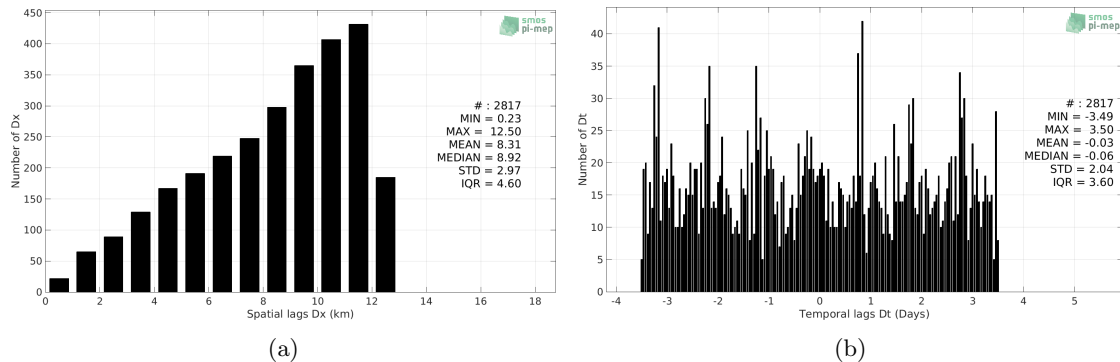 450
400
350
300
250
200
150
100
50
0
Number of Dx
smos
pi-mep
# : 2817
MIN = 0.23
MAX = 12.50
MEAN = 8.31
MEDIAN = 8.92
STD = 2.97
IQR = 4.60
0 2 4 6 8 10 12 14 16 18
Spatial lags Dx (km)
(a)
40
35
30
25
20
15
10
5
0
Number of Dt
smos
pi-mep
# : 2817
MIN = -3.49
MAX = 3.50
MEAN = -0.03
MEDIAN = -0.06
STD = 2.04
IQR = 3.60
-4 -3 -2 -1 0 1 2 3 4 5
Temporal lags Dt (Days)
(b)